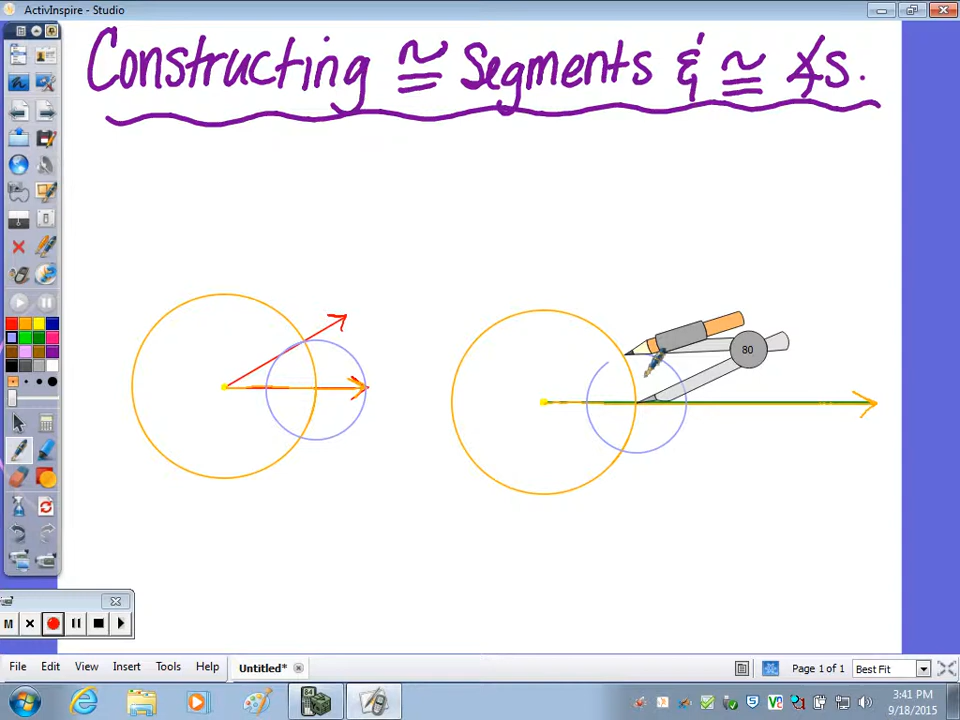 ActivInspire - Studio
Constructing ≅ Segments & ≅ ∡s.
80
M
File Edit View Insert Tools Help Untitled* Page 1 of 1 Best Fit
3:41 PM
9/18/2015